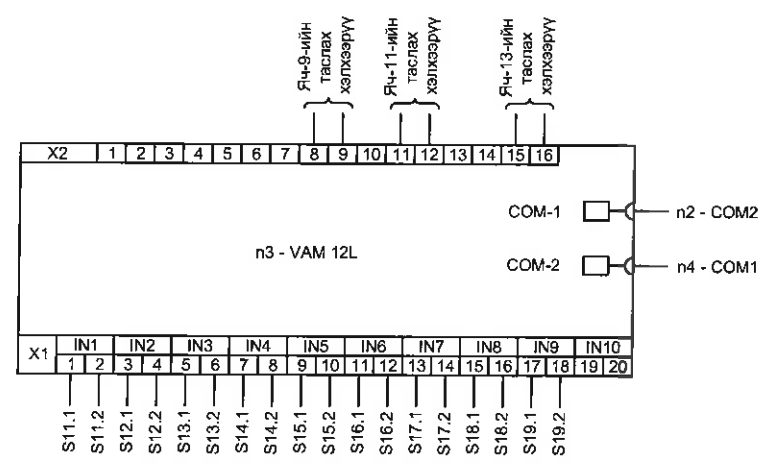 Яч-9-ийн
таслах
хэлхээрүү
Яч-11-ийн
таслах
хэлхээрүү
Яч-13-ийн
таслах
хэлхээрүү
X2 1 2 3 4 5 6 7 8 9 10 11 12 13 14 15 16
COM-1 n2 - COM2
n3 - VAM 12L
COM-2 n4 - COM1
X1 IN1 IN2 IN3 IN4 IN5 IN6 IN7 IN8 IN9 IN10
1 2 3 4 5 6 7 8 9 10 11 12 13 14 15 16 17 18 19 20
S11.1 S11.2 S12.1 S12.2 S13.1 S13.2 S14.1 S14.2 S15.1 S15.2 S16.1 S16.2 S17.1 S17.2 S18.1 S18.2 S19.1 S19.2